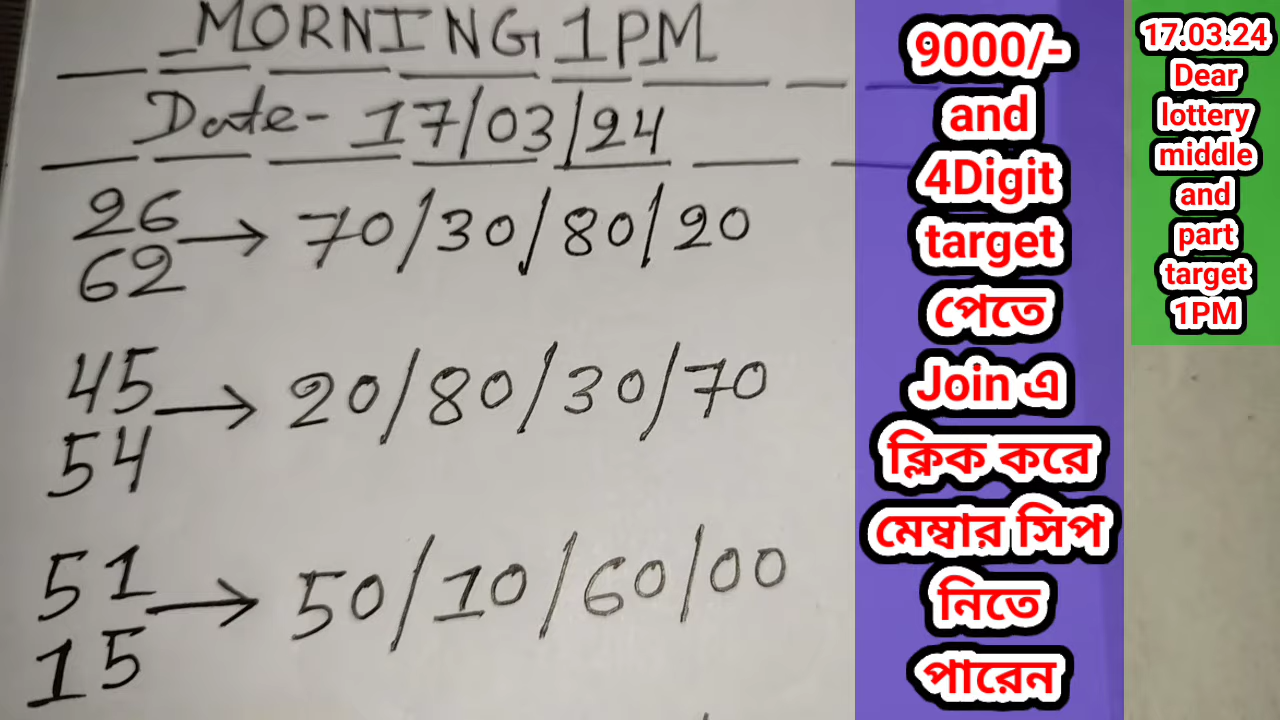 MORNING 1PM
Date- 17/03/24
26
62 → 70/30/80/20
45
54 → 20/80/30/70
51
15 → 50/10/60/00
9000/-
and
4Digit
target
পেতে
Join এ
ক্লিক করে
মেম্বার সিপ
নিতে
পারেন
17.03.24
Dear
lottery
middle
and
part
target
1PM